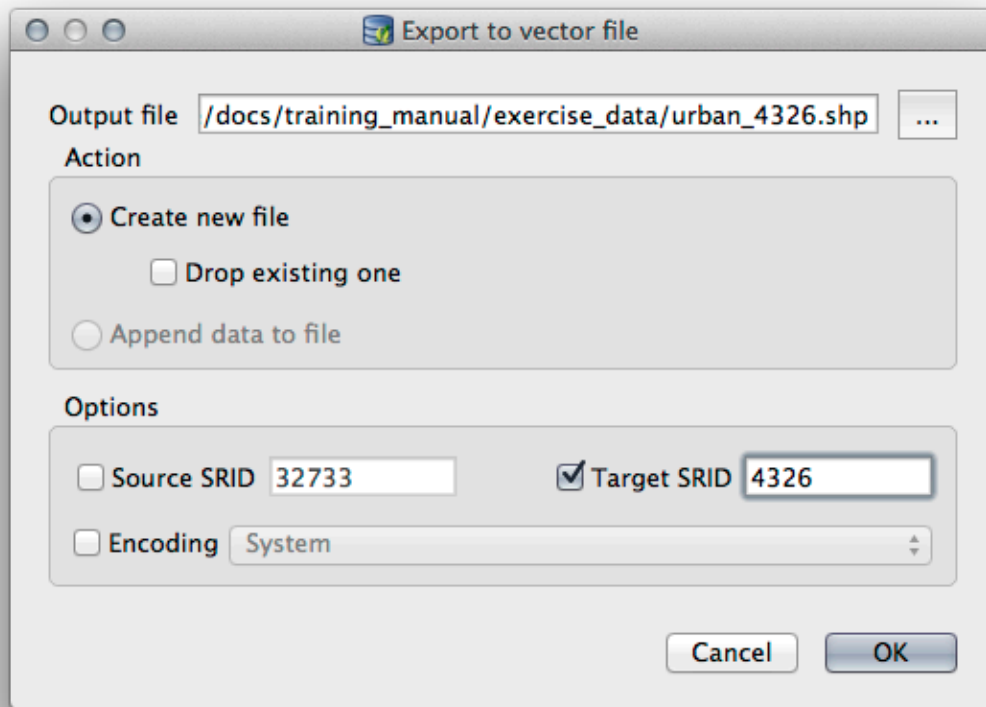 Export to vector file
Output file /docs/training_manual/exercise_data/urban_4326.shp ...
Action
Create new file
Drop existing one
Append data to file
Options
Source SRID 32733 Target SRID 4326
Encoding System
Cancel OK